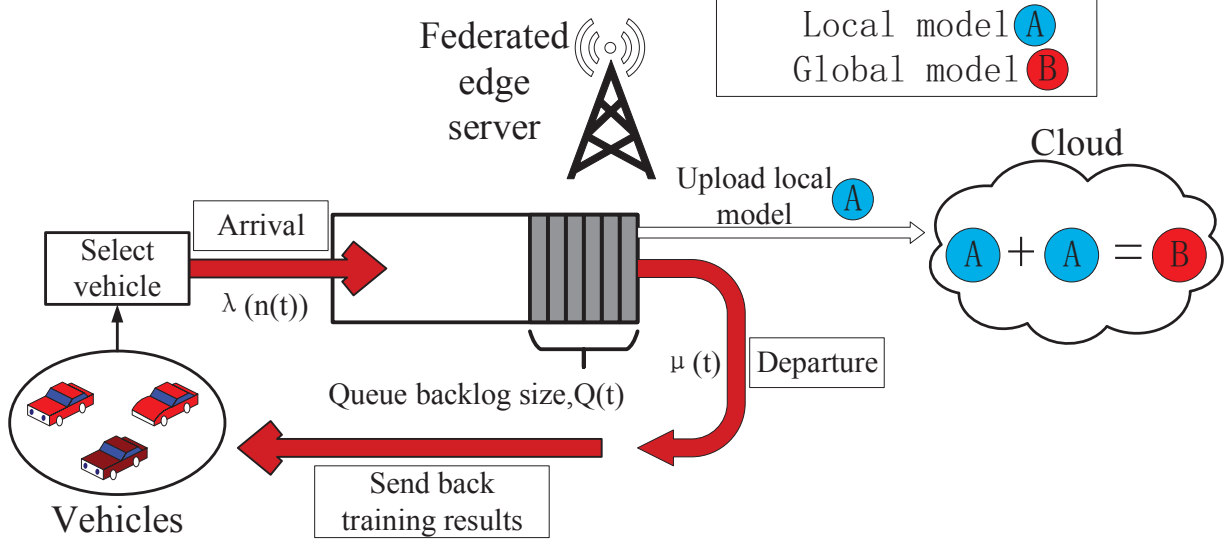 Federated
edge
server
Local model A
Global model B
Cloud
Upload local
model
A
Arrival
Select
vehicle
λ(n(t))
A + A = B
μ(t)
Departure
Queue backlog size,Q(t)
Send back
training results
Vehicles